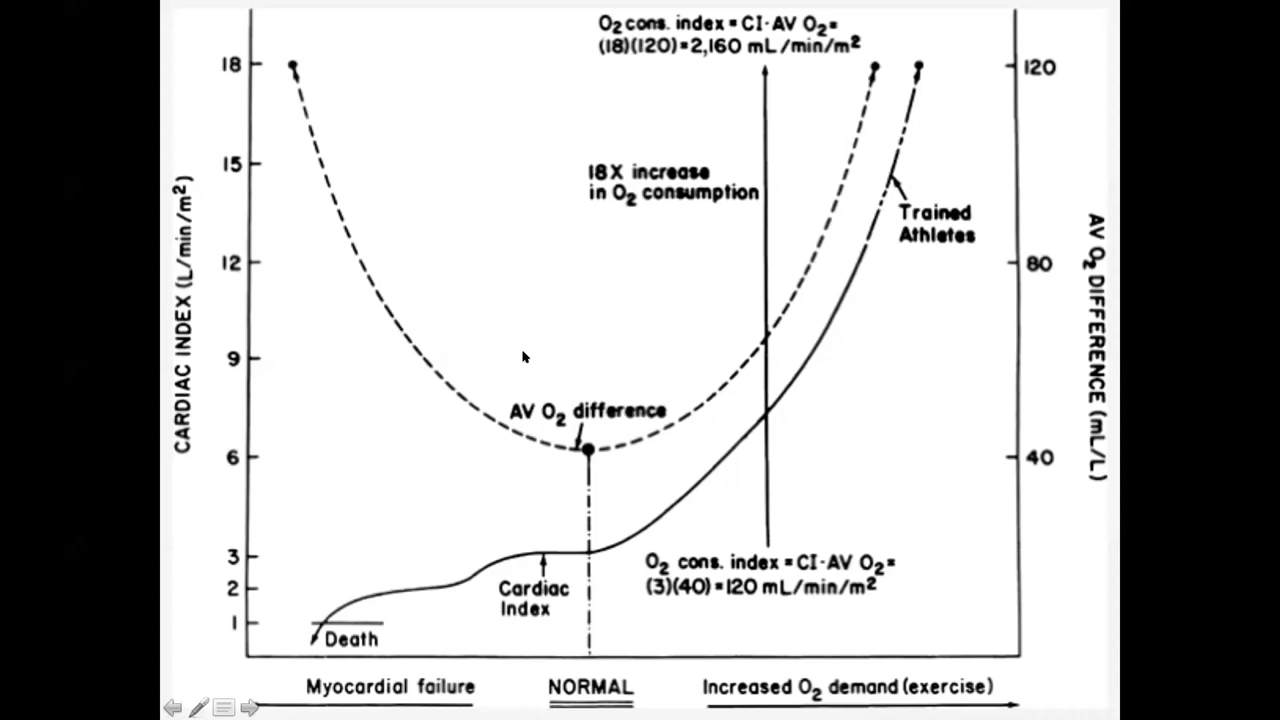 O₂ cons. index = CI·AV O₂=
(18)(120)=2,160 mL/min/m²
18
120
18X increase
in O₂ consumption
15
Trained
Athletes
12
80
CARDIAC INDEX (L/min/m²)
AV O₂ DIFFERENCE (mL/L)
9
AV O₂ difference
6
40
3
O₂ cons. index = CI·AV O₂=
(3)(40)=120 mL/min/m²
2
Cardiac
Index
1
Death
Myocardial failure
NORMAL
Increased O₂ demand (exercise)